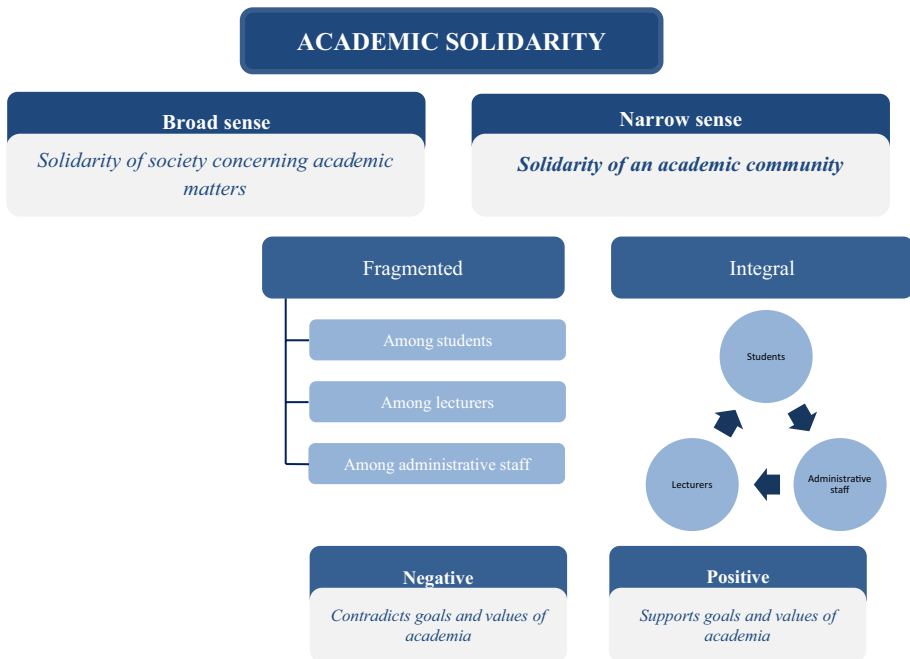 ACADEMIC SOLIDARITY
Broad sense
Solidarity of society concerning academic
matters
Narrow sense
Solidarity of an academic community
Fragmented
Among students
Among lecturers
Among administrative staff
Integral
Students
Administrative
staff
Lecturers
Negative
Contradicts goals and values of
academia
Positive
Supports goals and values of
academia